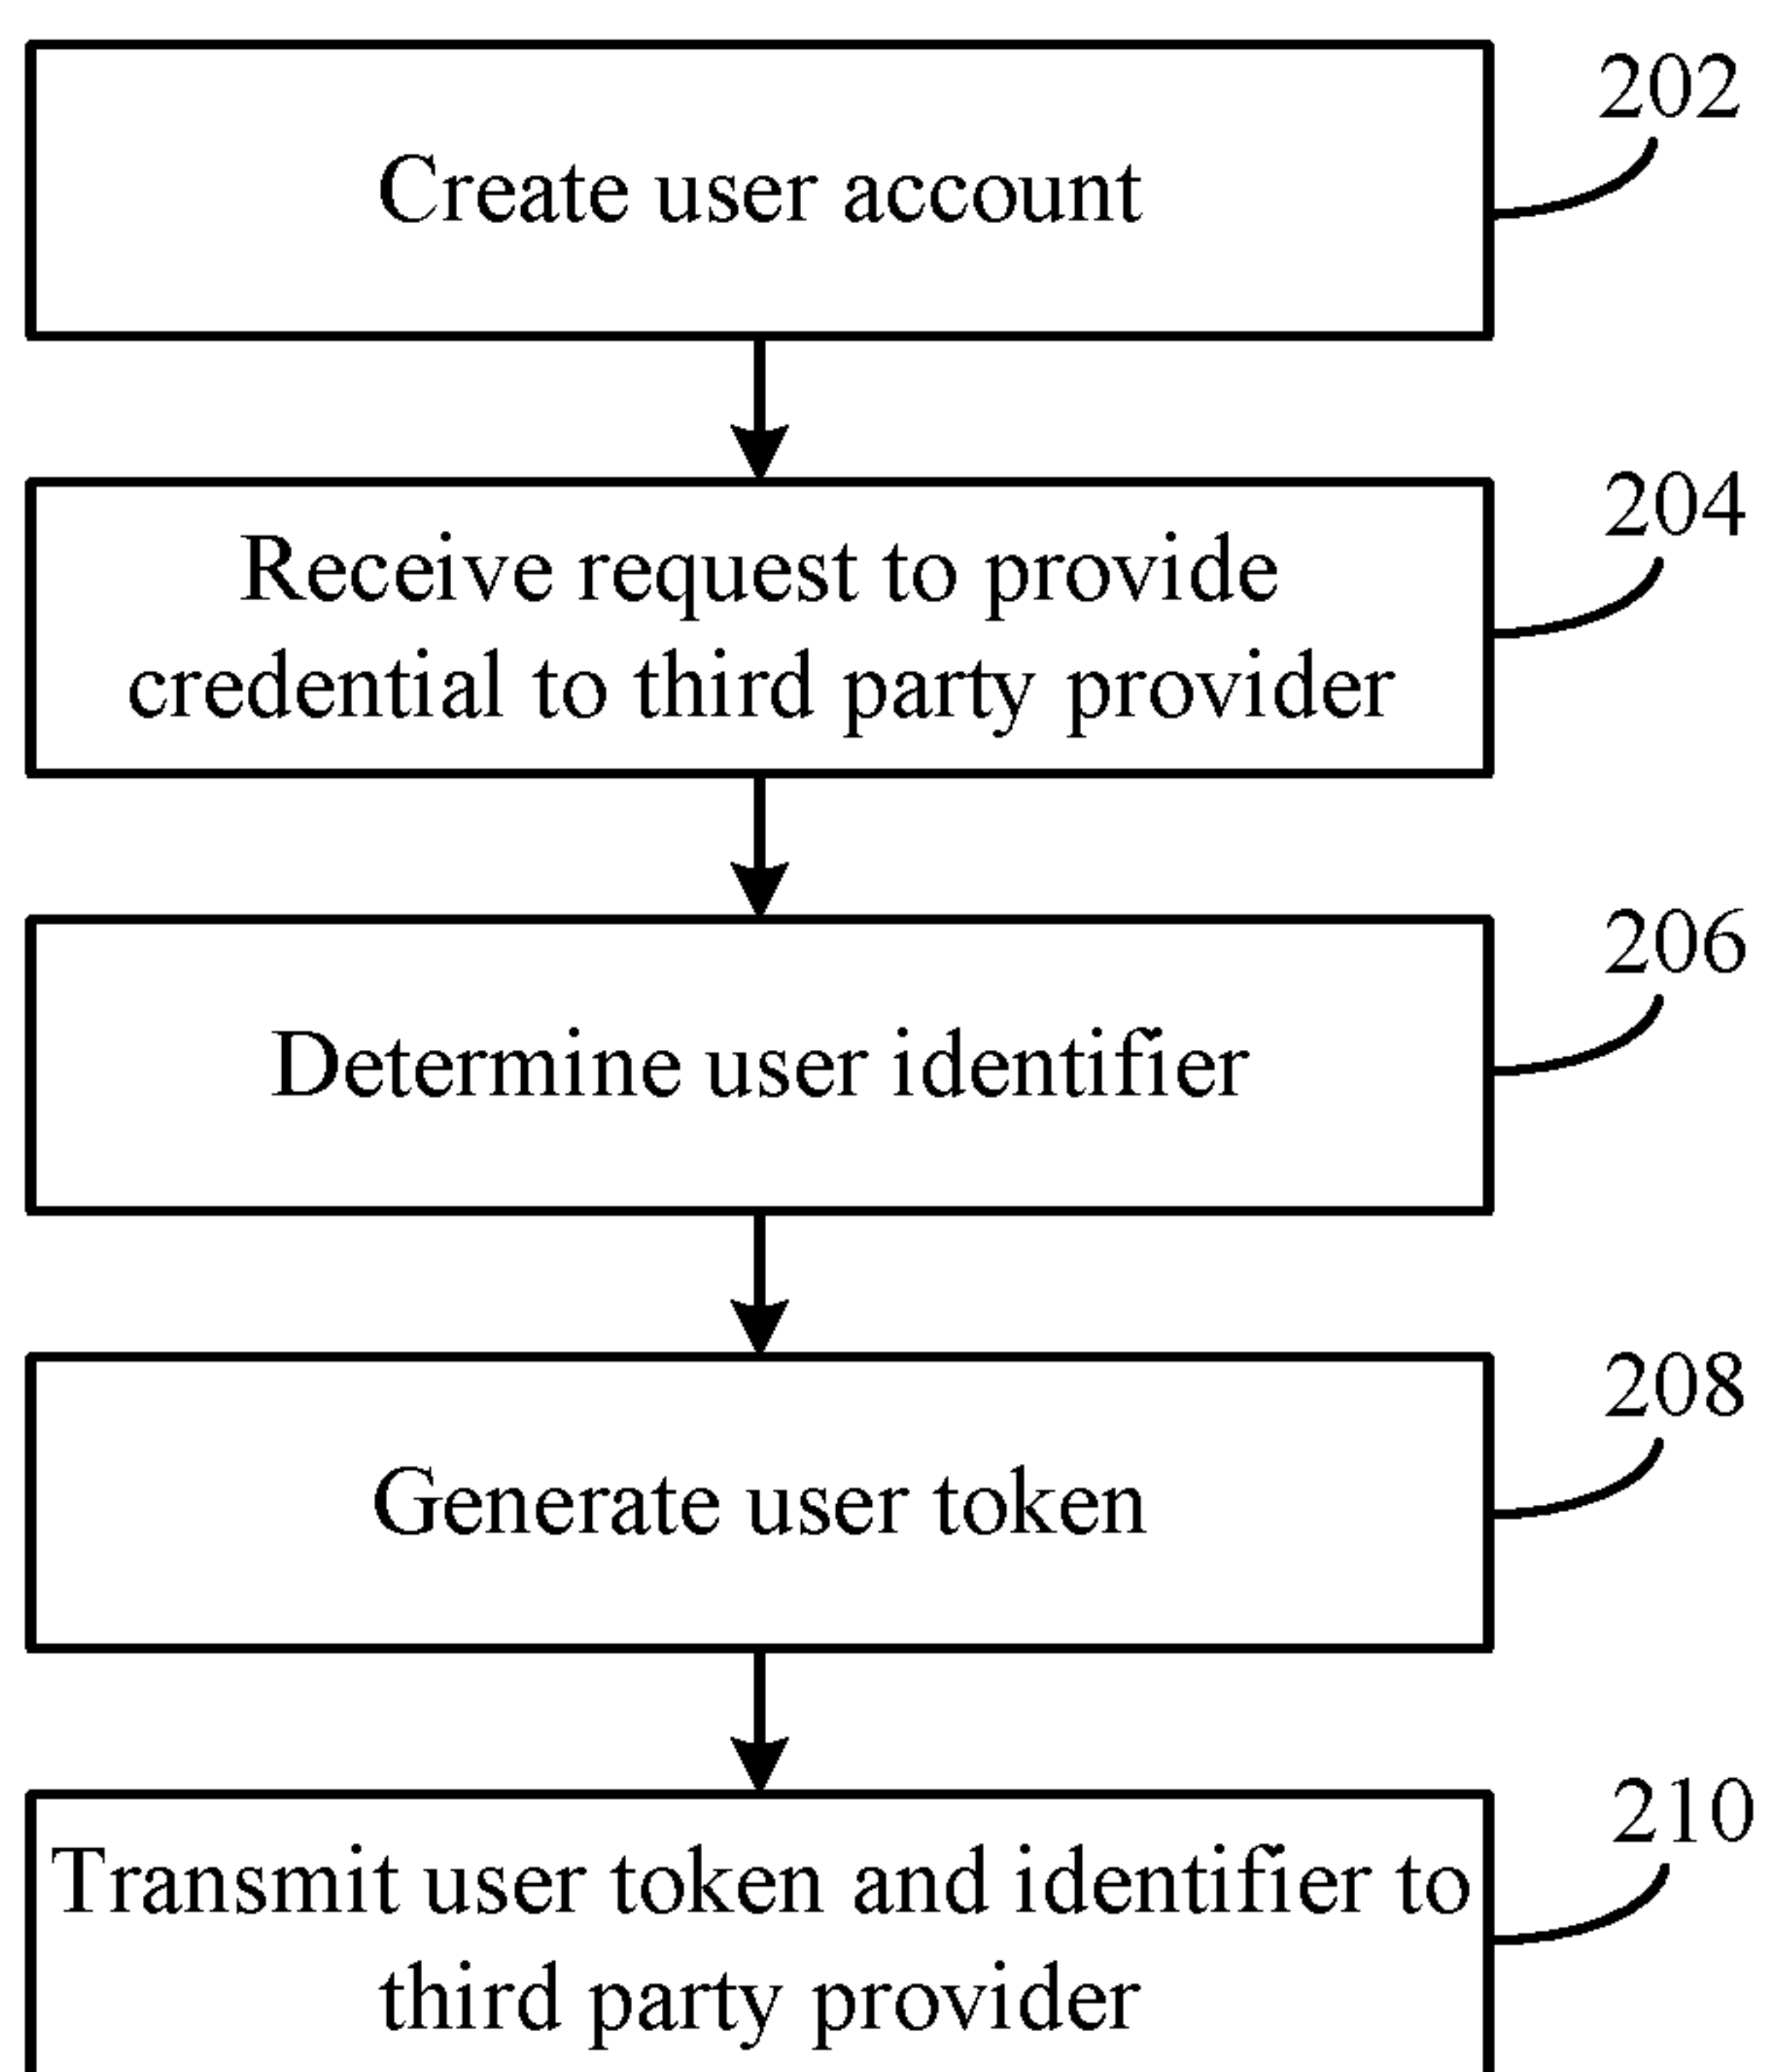 202
Create user account
204
Receive request to provide
credential to third party provider
206
Determine user identifier
208
Generate user token
210
Transmit user token and identifier to
third party provider